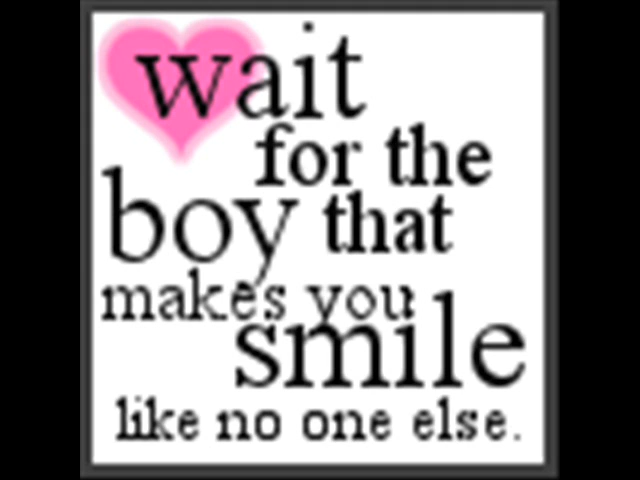 wait
for the
boy that
makes you
smile
like no one else.